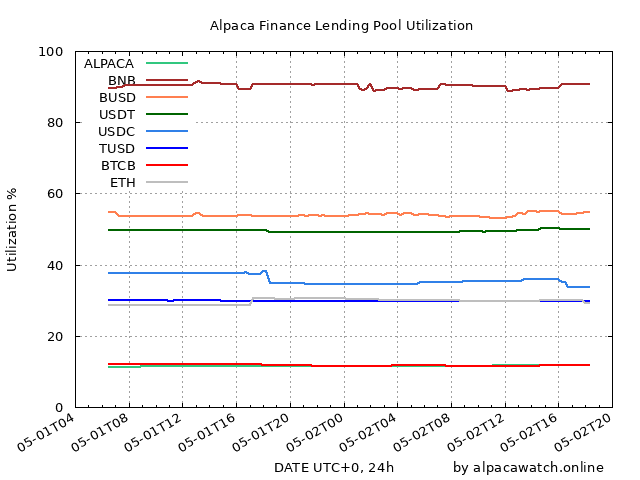 Alpaca Finance Lending Pool Utilization
100
80
60
40
20
0
Utilization %
ALPACA
BNB
BUSD
USDT
USDC
TUSD
BTCB
ETH
05-01T04
05-01T08
05-01T12
05-01T16
05-01T20
05-02T00
05-02T04
05-02T08
05-02T12
05-02T16
05-02T20
DATE UTC+0, 24h
by alpacawatch.online